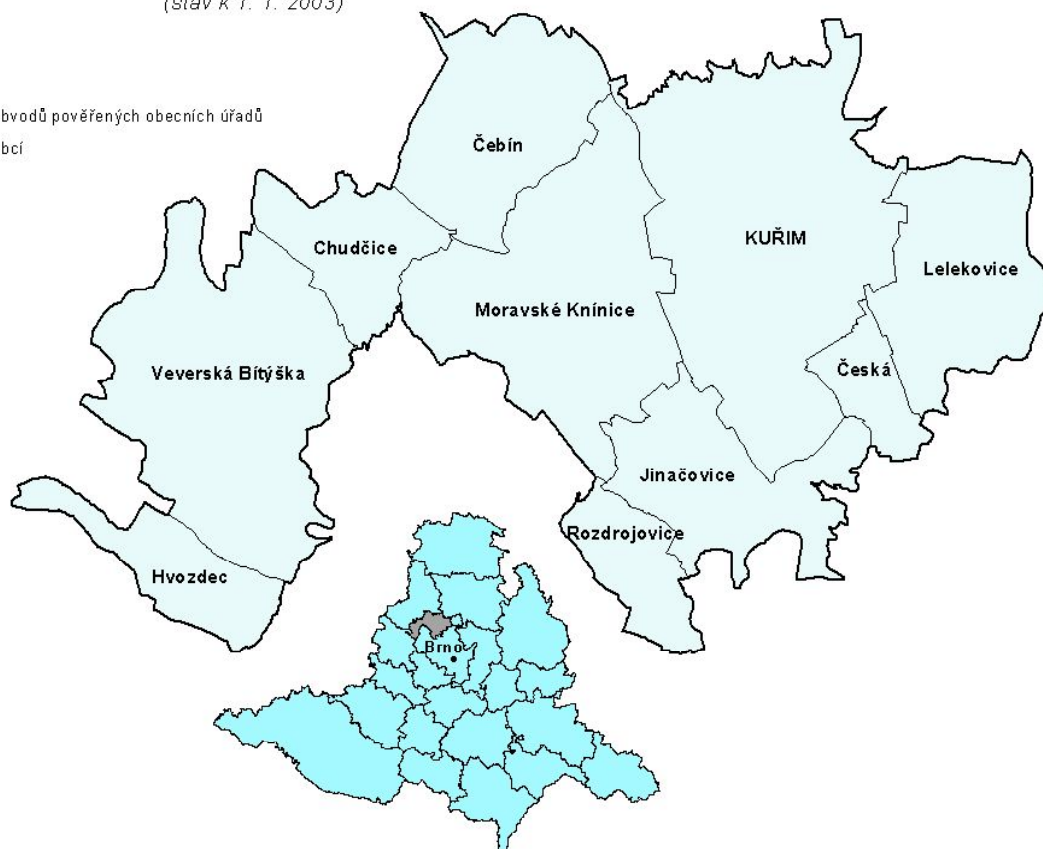 (stav k 1. 1. 2003)
bvodů pověřených obecních úřadů
bcí
Čebín
Chudčice
KUŘIM
Lelekovice
Moravské Knínice
Veverská Bítýška
Česká
Jinačovice
Rozdrojovice
Hvozdec
Brno